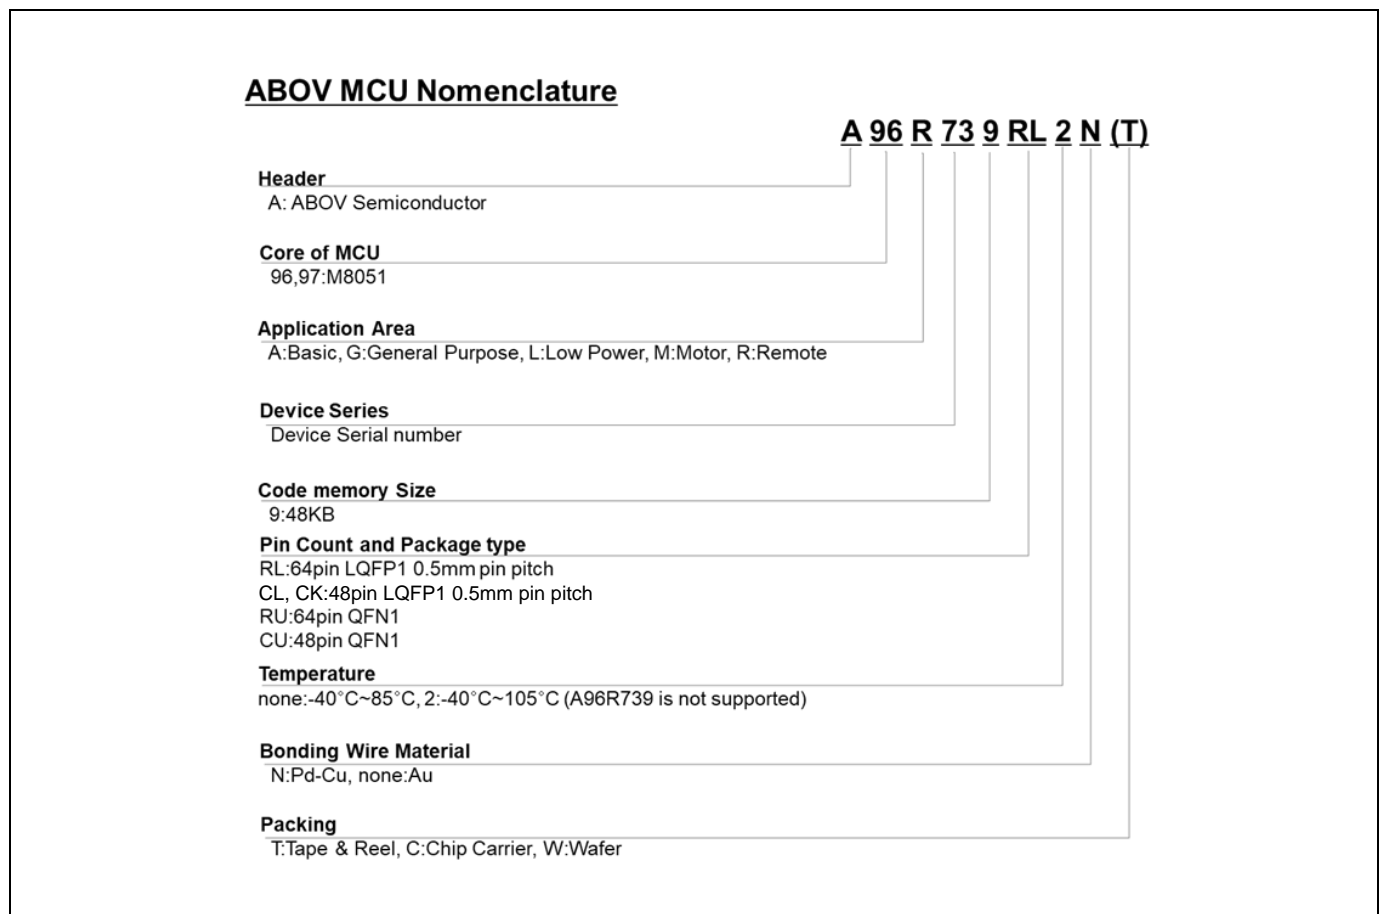 ABOV MCU Nomenclature
A 96 R 73 9 RL 2 N (T)
Header
A: ABOV Semiconductor
Core of MCU
96,97:M8051
Application Area
A:Basic, G:General Purpose, L:Low Power, M:Motor, R:Remote
Device Series
Device Serial number
Code memory Size
9:48KB
Pin Count and Package type
RL:64pin LQFP1 0.5mm pin pitch
CL, CK:48pin LQFP1 0.5mm pin pitch
RU:64pin QFN1
CU:48pin QFN1
Temperature
none:-40°C~85°C, 2:-40°C~105°C (A96R739 is not supported)
Bonding Wire Material
N:Pd-Cu, none:Au
Packing
T:Tape & Reel, C:Chip Carrier, W:Wafer